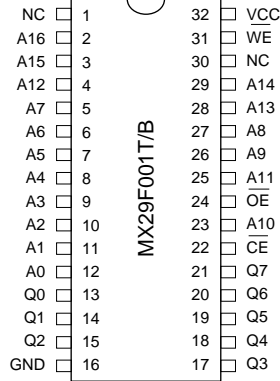 NC 1 32 VCC
A16 2 31 W̅E̅
A15 3 30 NC
A12 4 29 A14
A7 5 28 A13
A6 6 27 A8
A5 7 26 A9
A4 8 25 A11
A3 9 24 O̅E̅
A2 10 23 A10
A1 11 22 C̅E̅
A0 12 21 Q7
Q0 13 20 Q6
Q1 14 19 Q5
Q2 15 18 Q4
GND 16 17 Q3
MX29F001T/B